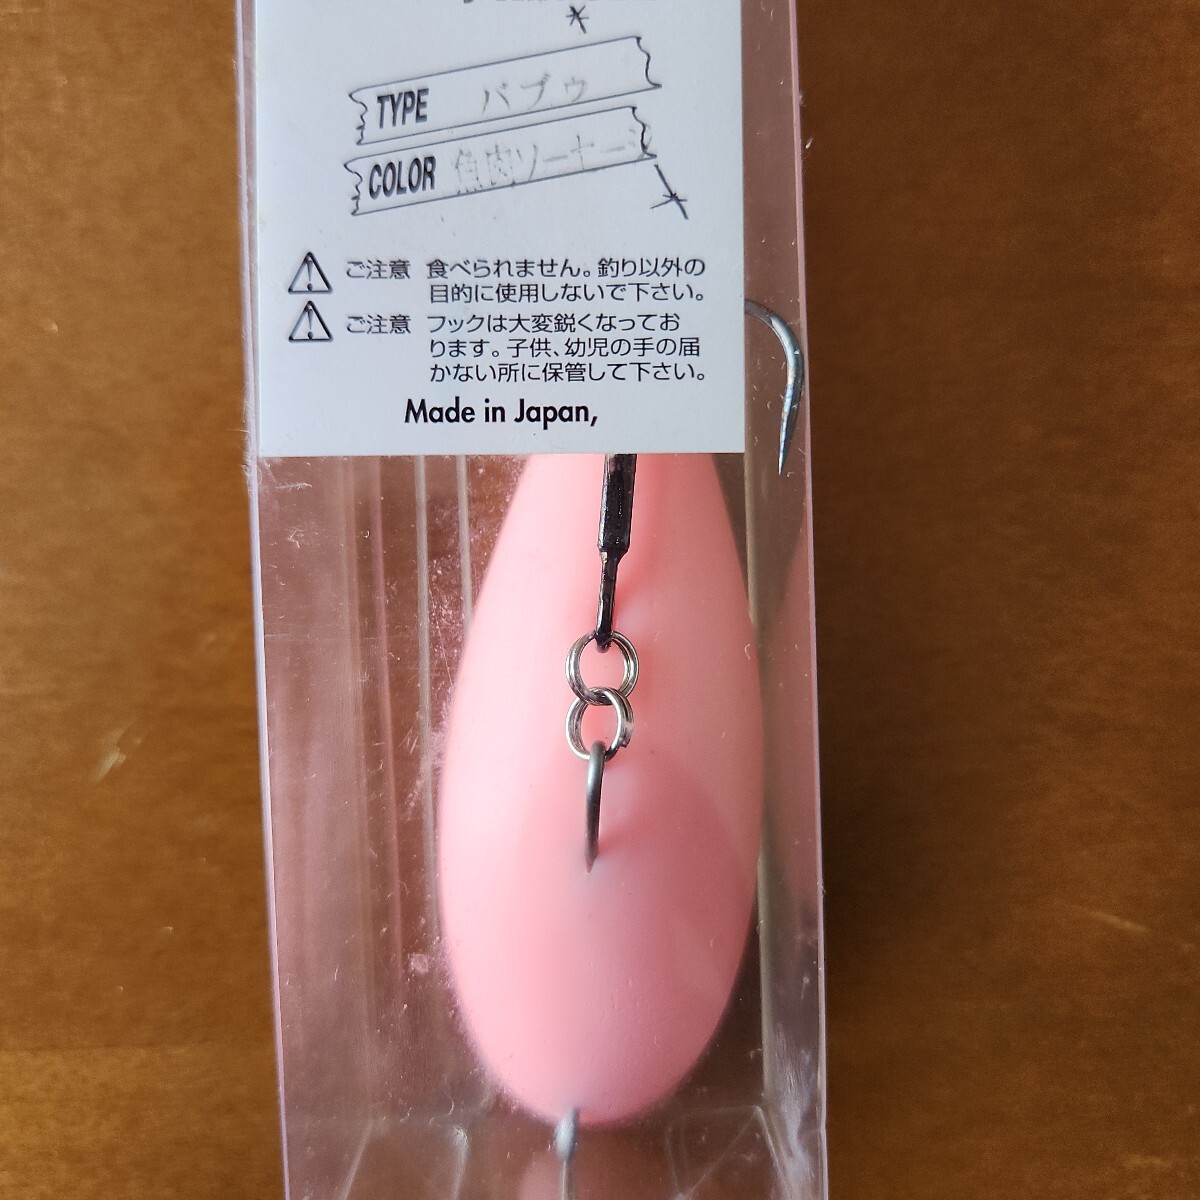 TYPE バブゥ
COLOR 魚肉ソーセージ
ご注意 食べられません。釣り以外の
目的に使用しないで下さい。
ご注意 フックは大変鋭くなってお
ります。子供、幼児の手の届
かない所に保管して下さい。
Made in Japan,